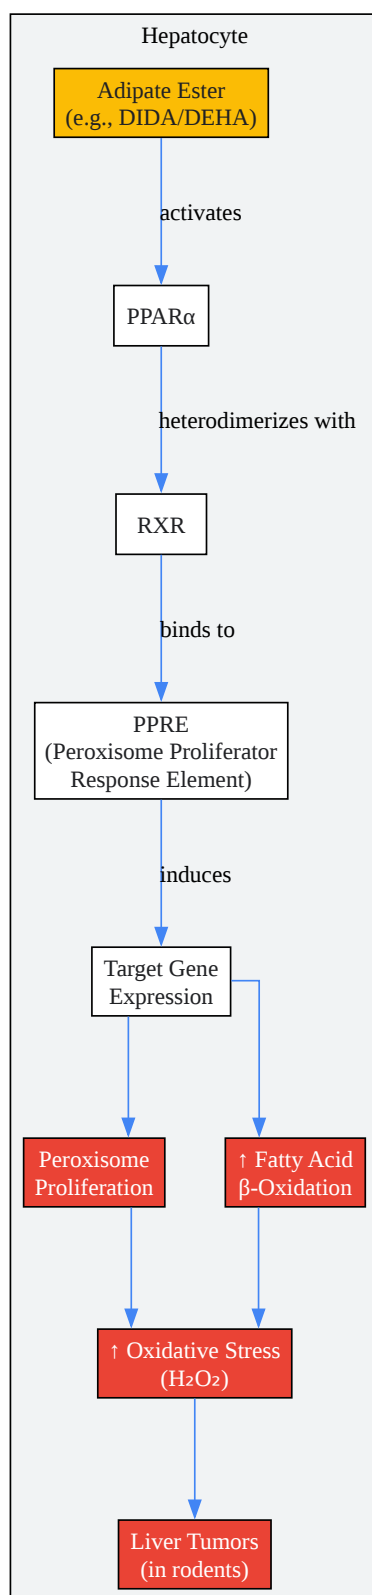 Hepatocyte
Adipate Ester
(e.g., DIDA/DEHA)
activates
PPARα
heterodimerizes with
RXR
binds to
PPRE
(Peroxisome Proliferator
Response Element)
induces
Target Gene
Expression
Peroxisome
Proliferation
↑ Fatty Acid
β-Oxidation
↑ Oxidative Stress
(H₂O₂)
Liver Tumors
(in rodents)